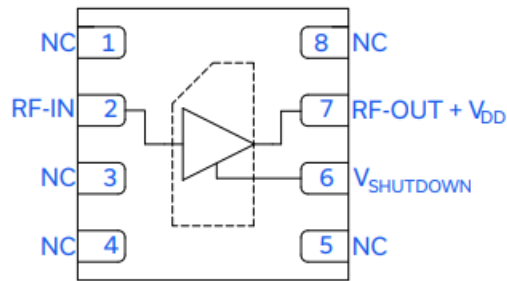 NC 1 8 NC
RF-IN 2 7 RF-OUT + VDD
NC 3 6 VSHUTDOWN
NC 4 5 NC